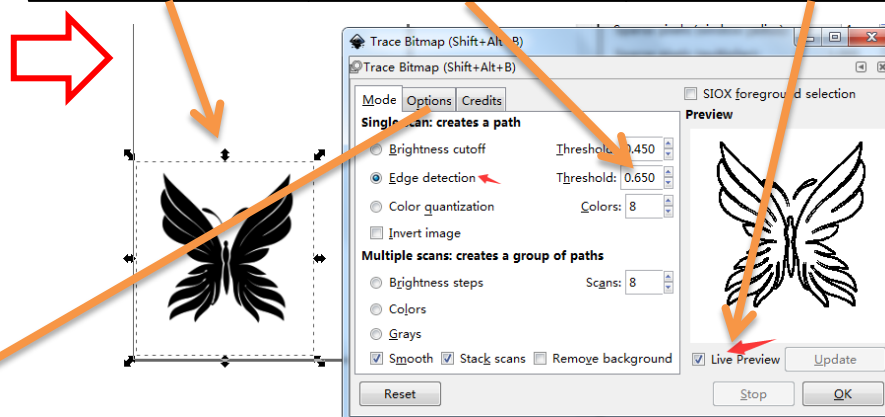 Trace Bitmap (Shift+Alt+B)
Trace Bitmap (Shift+Alt+B)
Mode Options Credits
SIOX foreground selection
Preview
Single scan: creates a path
Brightness cutoff Threshold: 0.450
Edge detection Threshold: 0.650
Color quantization Colors: 8
Invert image
Multiple scans: creates a group of paths
Brightness steps Scans: 8
Colors
Grays
Smooth Stack scans Remove background
Live Preview Update
Reset Stop OK